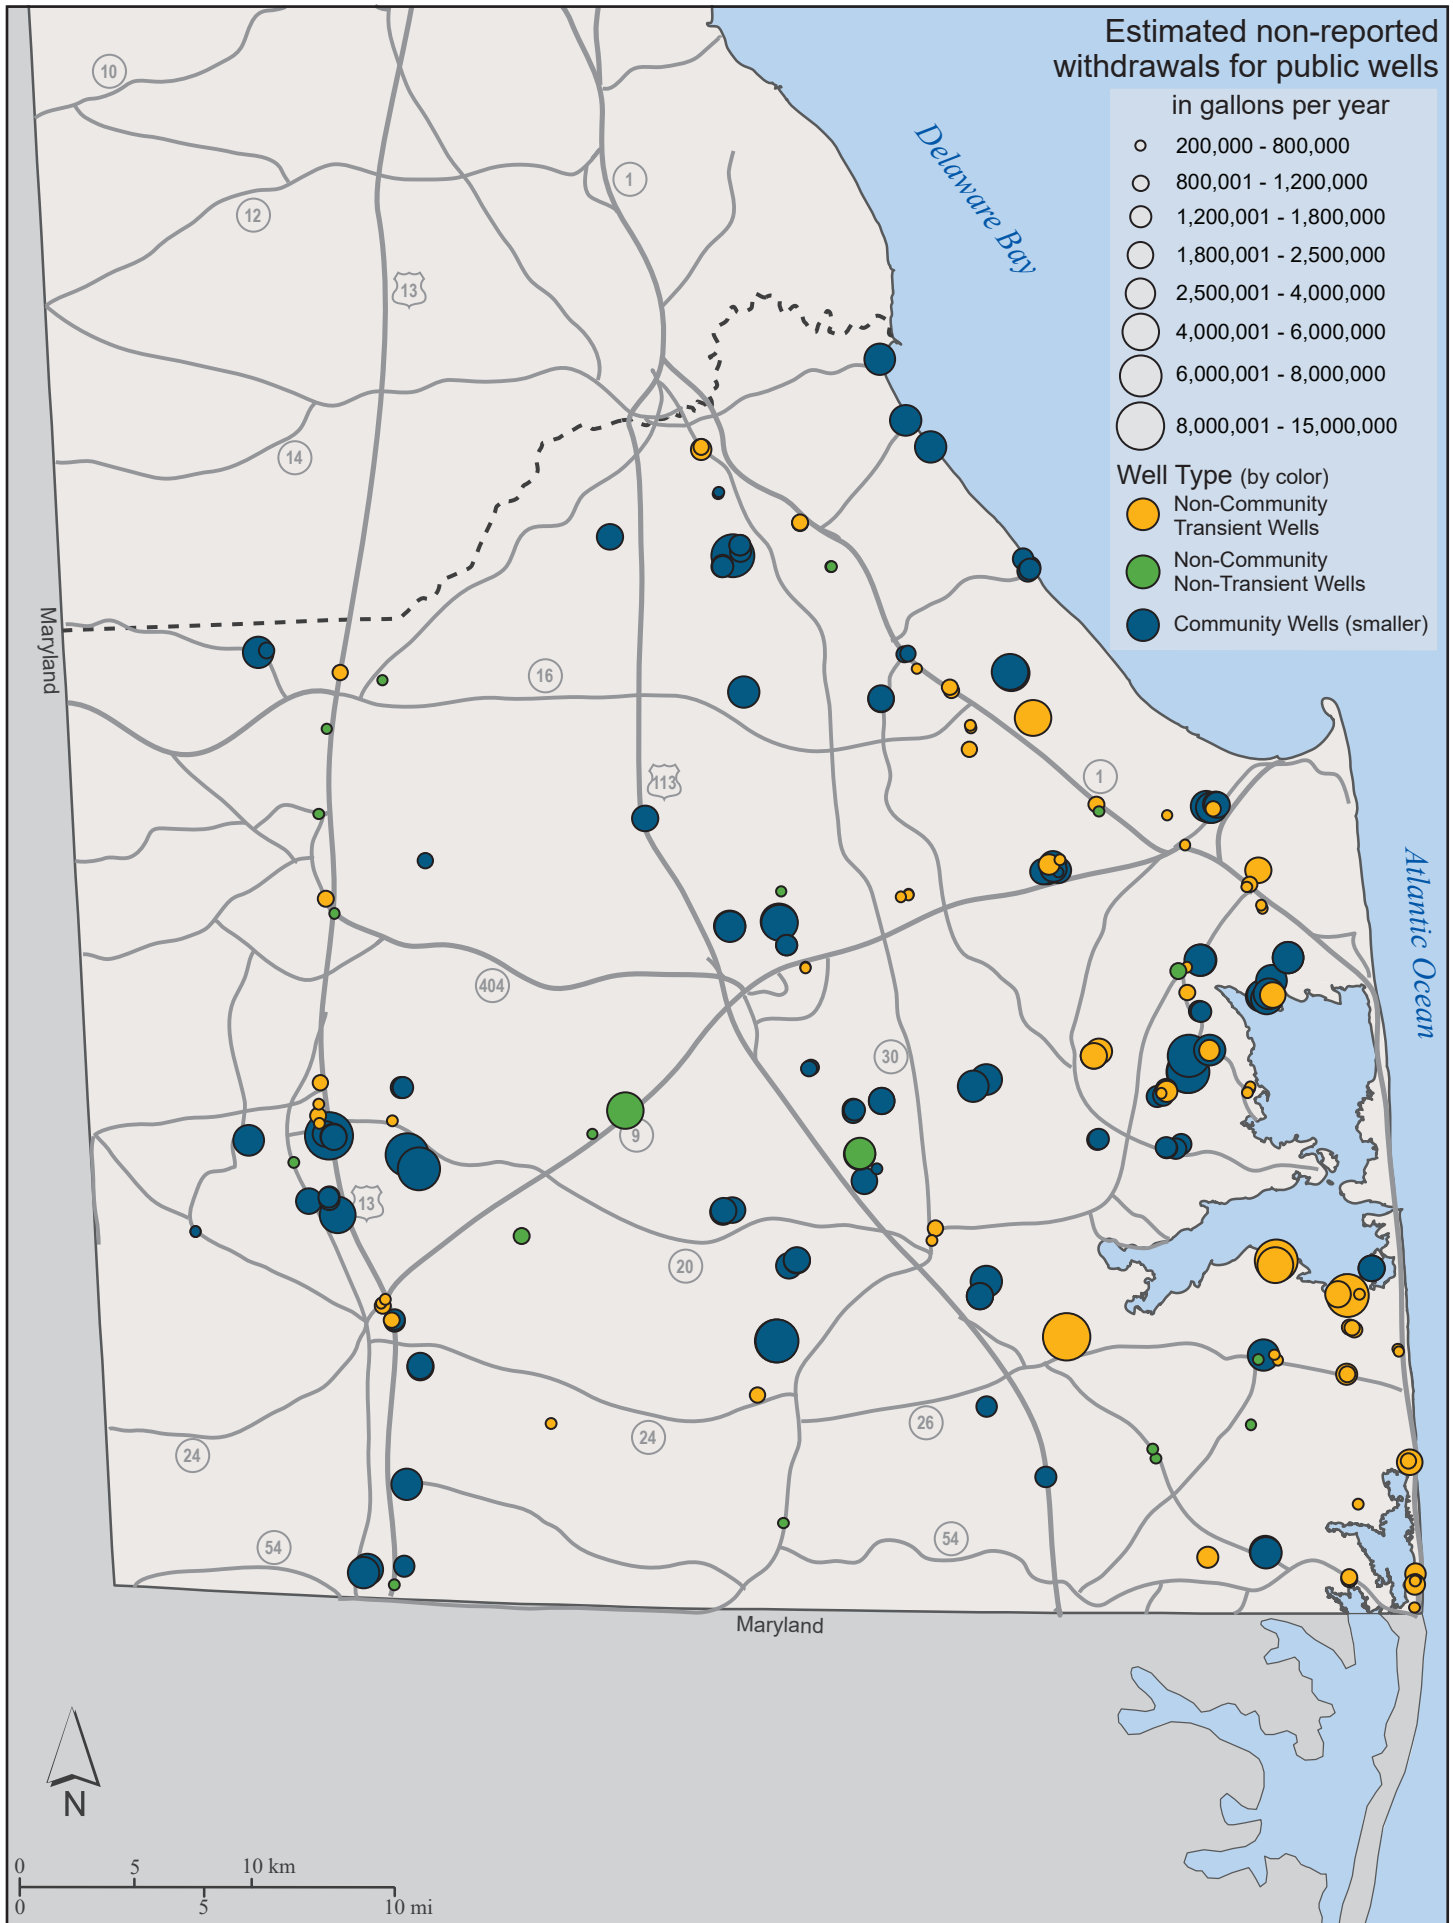 Estimated non-reported
withdrawals for public wells
in gallons per year
200,000 - 800,000
800,001 - 1,200,000
1,200,001 - 1,800,000
1,800,001 - 2,500,000
2,500,001 - 4,000,000
4,000,001 - 6,000,000
6,000,001 - 8,000,000
8,000,001 - 15,000,000
Well Type (by color)
Non-Community
Transient Wells
Non-Community
Non-Transient Wells
Community Wells (smaller)
Delaware Bay
10
1
12
13
14
Maryland
16
113
1
Atlantic Ocean
404
30
9
13
20
24
24
26
54
54
Maryland
N
0
5
10 km
0
5
10 mi